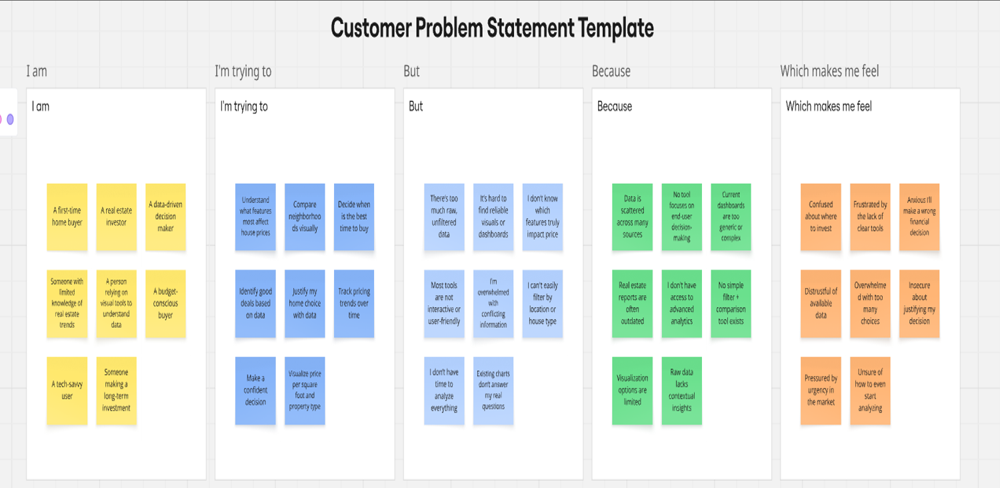 Customer Problem Statement Template
I am
I'm trying to
But
Because
Which makes me feel
I am
A first-time
home buyer
A real estate
investor
A data-driven
decision
maker
Someone with
limited
knowledge of
real estate
trends
A person
relying on
visual tools to
understand
data
A budget-
conscious
buyer
A tech-savvy
user
Someone
making a
long-term
investment
I'm trying to
Understand
what features
most affect
house prices
Compare
neighborhoo
ds visually
Decide when
is the best
time to buy
Identify good
deals based
on data
Justify my
home choice
with data
Track pricing
trends over
time
Make a
confident
decision
Visualize price
per square
foot and
property type
But
There's too
much raw,
unfiltered
data
It's hard to
find reliable
visuals or
dashboards
I don't know
which
features truly
impact price
Most tools
are not
interactive or
user-friendly
I'm
overwhelmed
with
conflicting
information
I can't easily
filter by
location or
house type
I don't have
time to
analyze
everything
Existing charts
don't answer
my real
questions
Because
Data is
scattered
across many
sources
No tool
focuses on
end-user
decision-
making
Current
dashboards
are too
generic or
complex
Real estate
reports are
often
outdated
I don't have
access to
advanced
analytics
No simple
filter +
comparison
tool exists
Visualization
options are
limited
Raw data
lacks
contextual
insights
Which makes me feel
Confused
about where
to invest
Frustrated by
the lack of
clear tools
Anxious I'll
make a wrong
financial
decision
Distrustful of
available
data
Overwhelme
d with too
many
choices
Insecure
about
justifying my
decision
Pressured by
urgency in
the market
Unsure of
how to even
start
analyzing